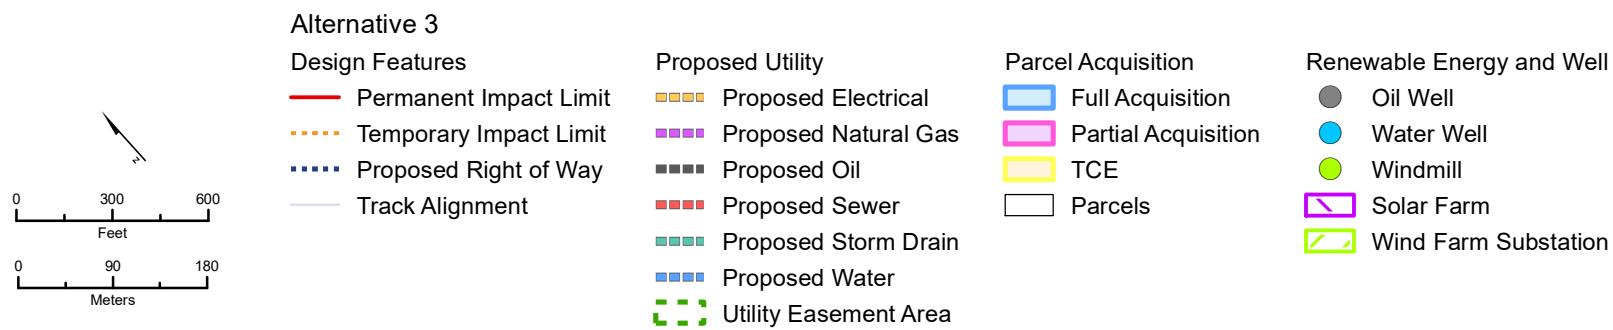 Alternative 3
Design Features
Permanent Impact Limit
Temporary Impact Limit
Proposed Right of Way
Track Alignment
Proposed Utility
Proposed Electrical
Proposed Natural Gas
Proposed Oil
Proposed Sewer
Proposed Storm Drain
Proposed Water
Utility Easement Area
Parcel Acquisition
Full Acquisition
Partial Acquisition
TCE
Parcels
Renewable Energy and Well
Oil Well
Water Well
Windmill
Solar Farm
Wind Farm Substation
z
0 300 600
Feet
0 90 180
Meters